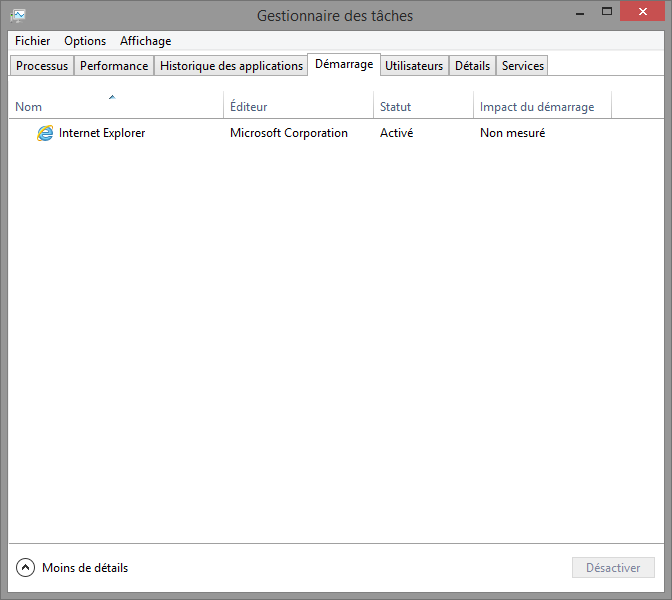 Gestionnaire des tâches
Fichier Options Affichage
Processus Performance Historique des applications Démarrage Utilisateurs Détails Services
Nom Éditeur Statut Impact du démarrage
Internet Explorer Microsoft Corporation Activé Non mesuré
Moins de détails Désactiver